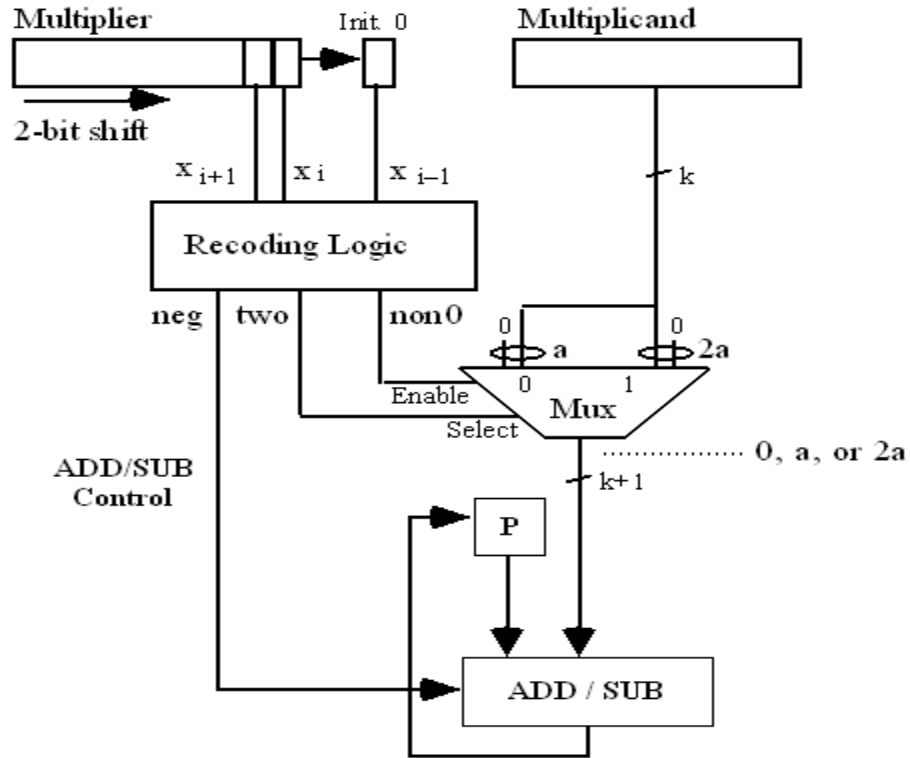 Multiplier
Init. 0
Multiplicand
2-bit shift
x i+1
x i
x i–1
k
Recoding Logic
neg
two
non0
0
a
0
2a
0
1
Enable
Mux
Select
0, a, or 2a
ADD/SUB
Control
k+1
P
ADD / SUB